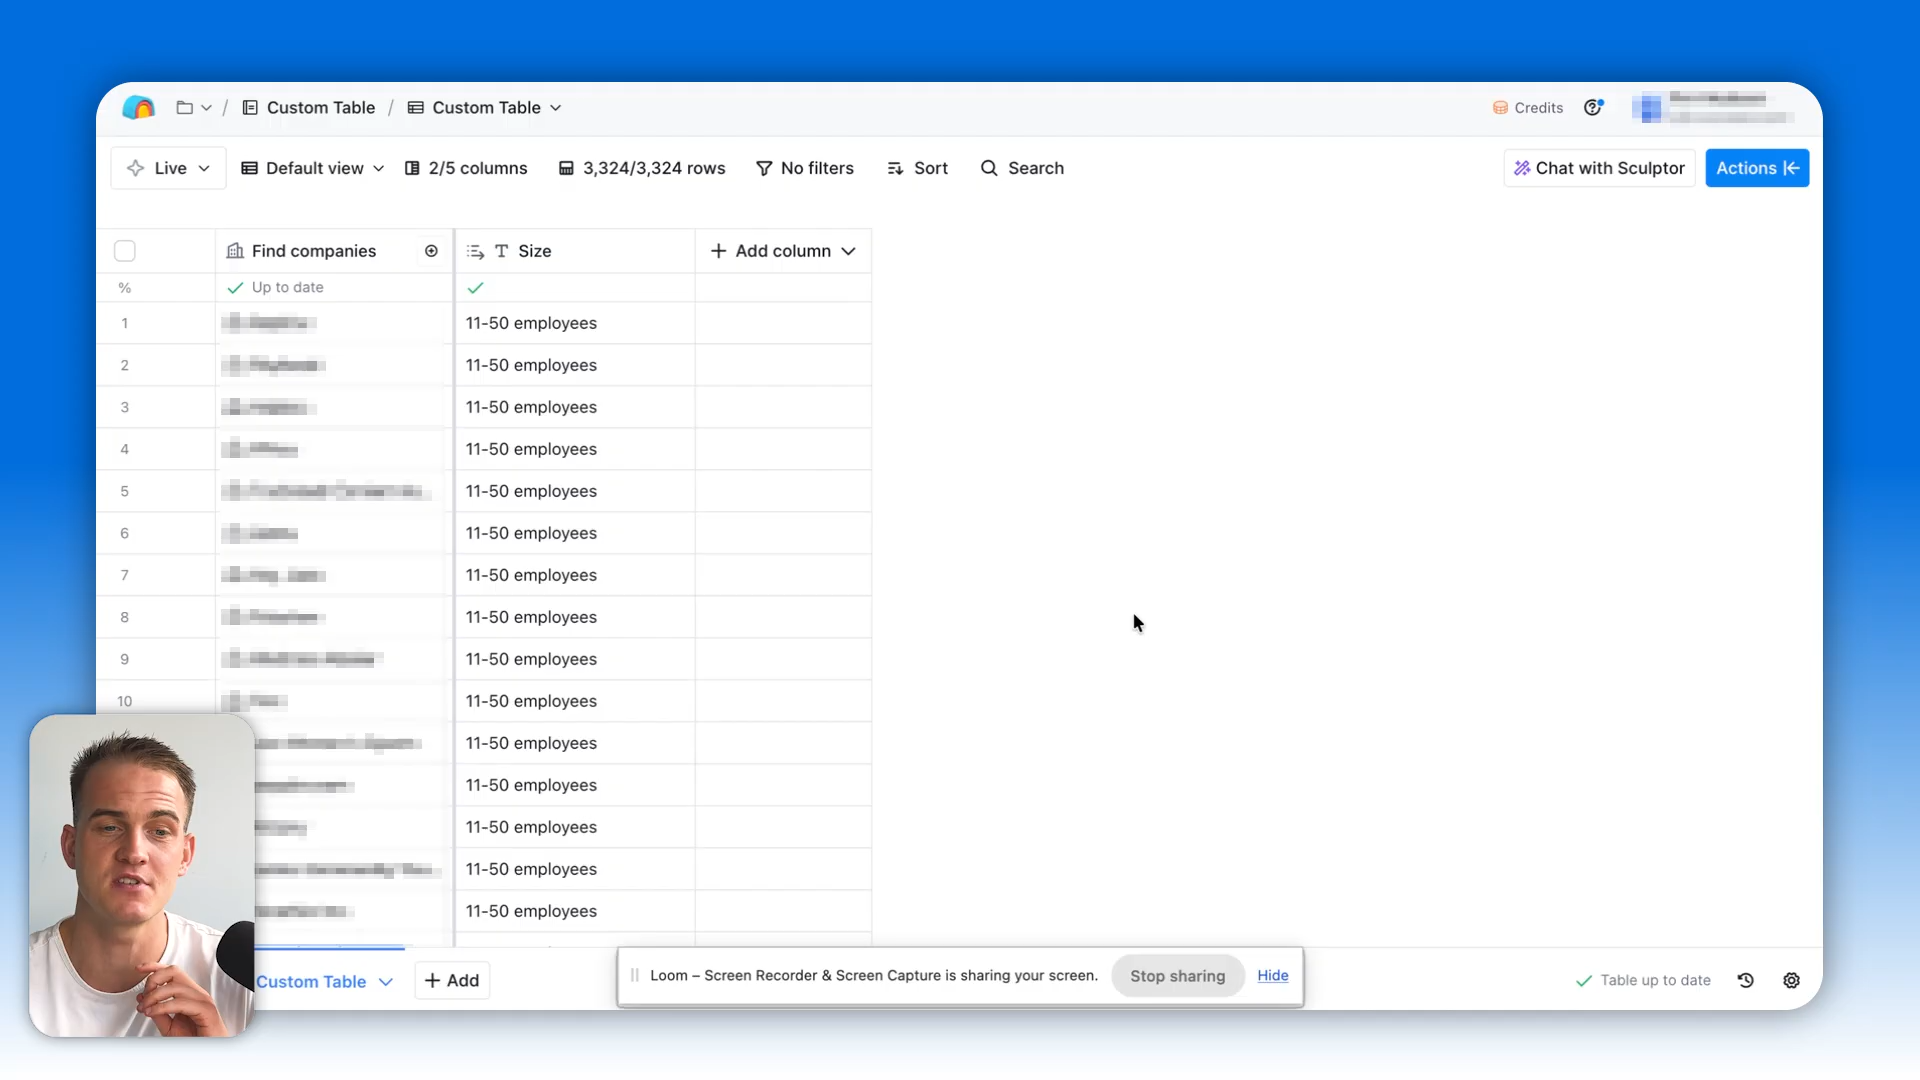 / Custom Table / Custom Table
Credits
Live
Default view
2/5 columns
3,324/3,324 rows
No filters
Sort
Search
Chat with Sculptor
Actions
Find companies
T Size
+ Add column
%
Up to date
1
11-50 employees
2
11-50 employees
3
11-50 employees
4
11-50 employees
5
11-50 employees
6
11-50 employees
7
11-50 employees
8
11-50 employees
9
11-50 employees
10
11-50 employees
11-50 employees
11-50 employees
11-50 employees
11-50 employees
11-50 employees
Custom Table
+ Add
Loom – Screen Recorder & Screen Capture is sharing your screen.
Stop sharing
Hide
Table up to date